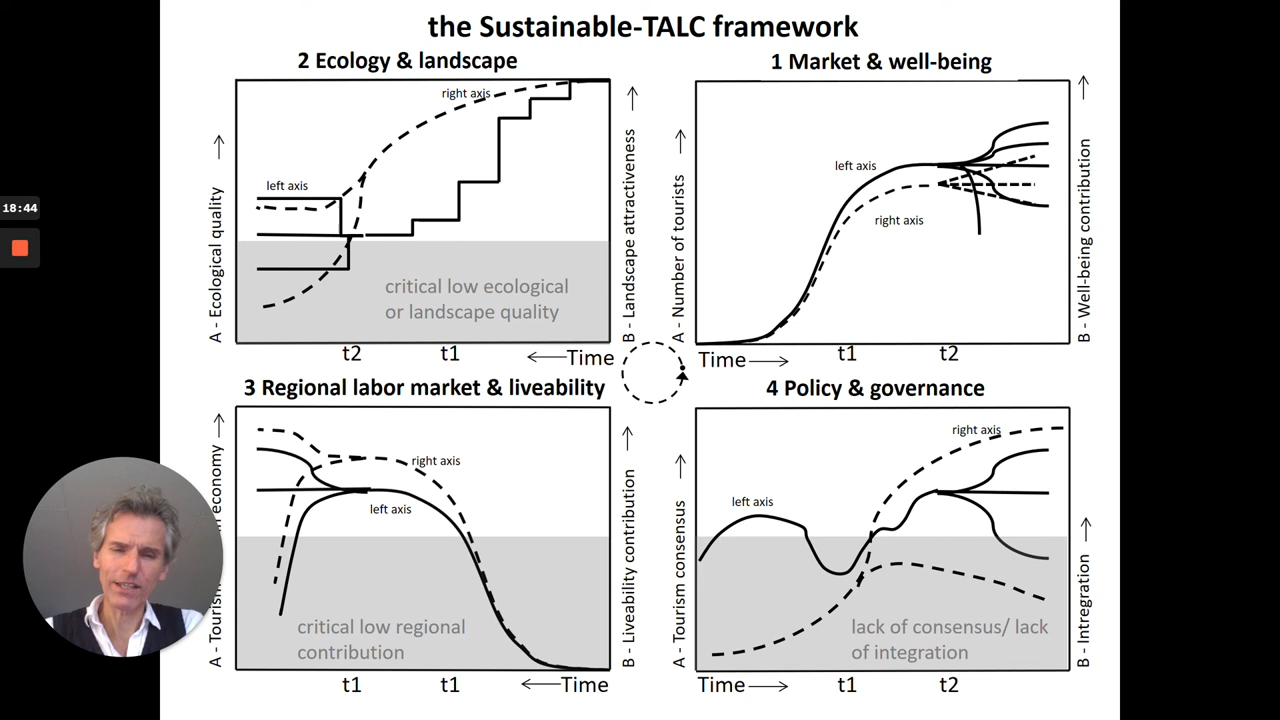 the Sustainable-TALC framework
2 Ecology & landscape
right axis
left axis
critical low ecological
or landscape quality
A - Ecological quality
B - Landscape attractiveness
t2
t1
Time
1 Market & well-being
left axis
right axis
A - Number of tourists
B - Well-being contribution
Time
t1
t2
18:44
3 Regional labor market & liveability
right axis
left axis
critical low regional
contribution
A - Tourism
economy
B - Liveability contribution
t1
t1
Time
4 Policy & governance
right axis
left axis
lack of consensus/ lack
of integration
A - Tourism consensus
B - Intregration
Time
t1
t2